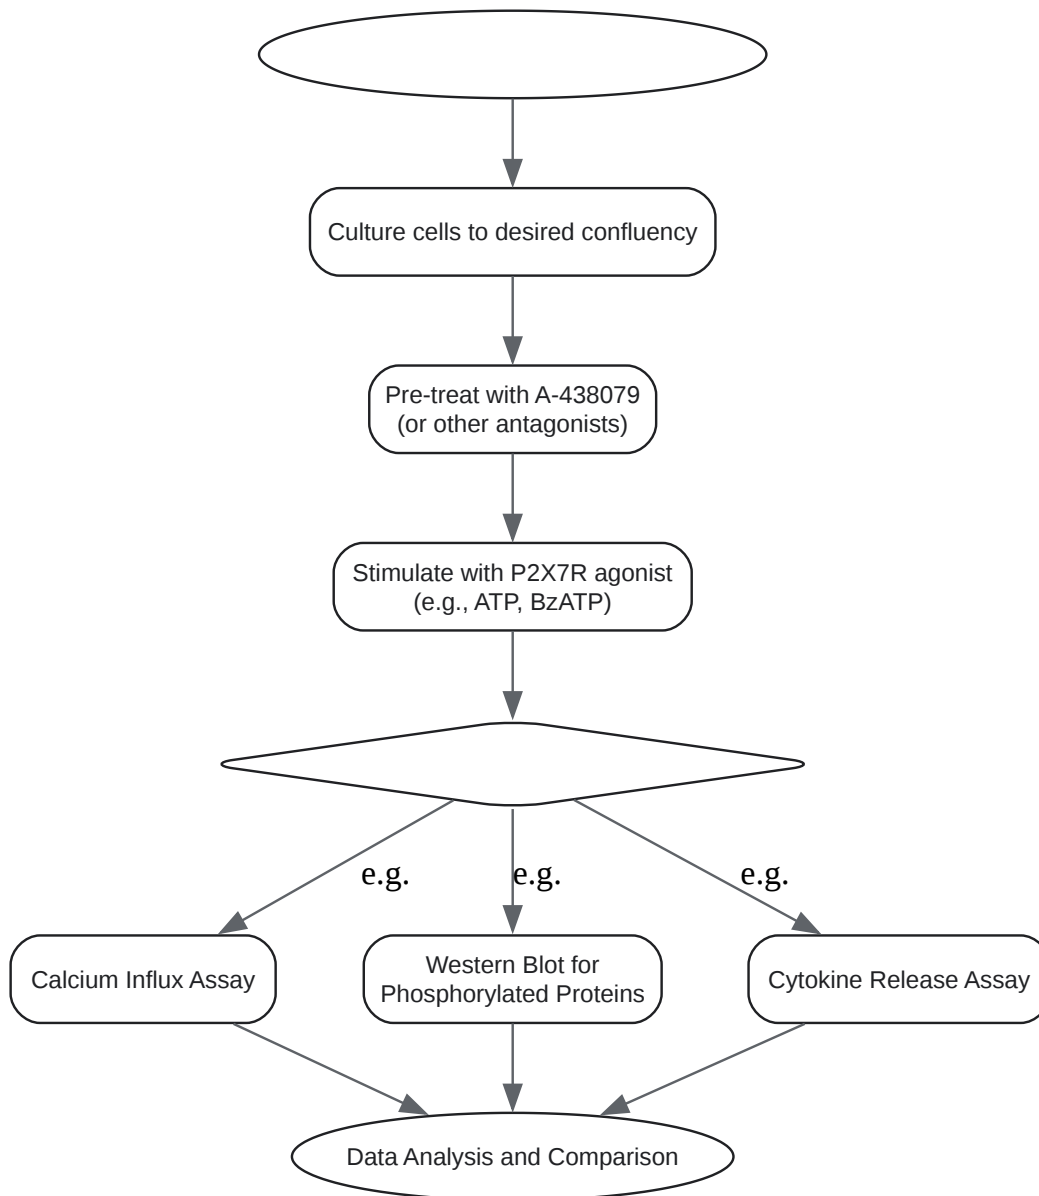 Culture cells to desired confluency
Pre-treat with A-438079
(or other antagonists)
Stimulate with P2X7R agonist
(e.g., ATP, BzATP)
e.g.
e.g.
e.g.
Calcium Influx Assay
Western Blot for
Phosphorylated Proteins
Cytokine Release Assay
Data Analysis and Comparison